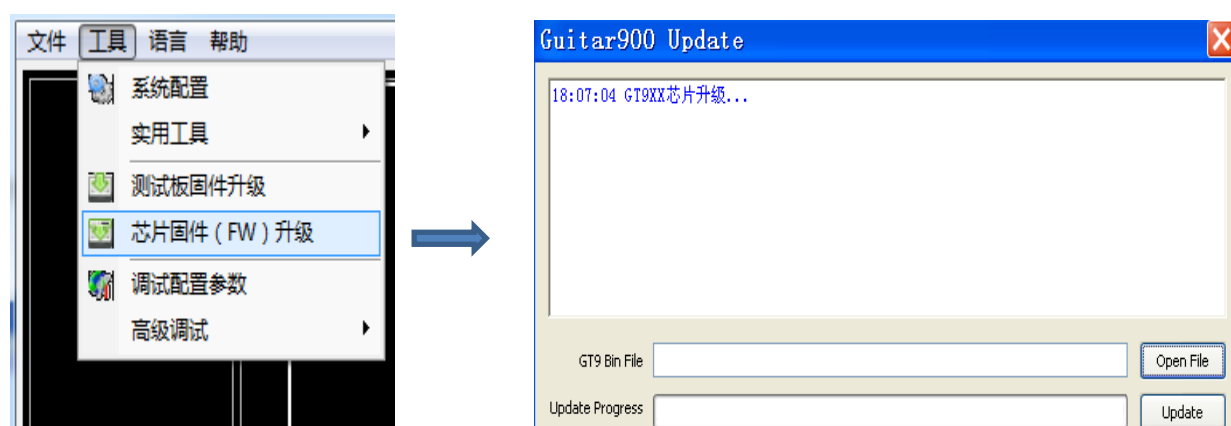 文件 工具 语言 帮助
系统配置
实用工具
测试板固件升级
芯片固件（FW）升级
调试配置参数
高级调试
Guitar900 Update
18:07:04 GT9XX芯片升级...
GT9 Bin File
Open File
Update Progress
Update